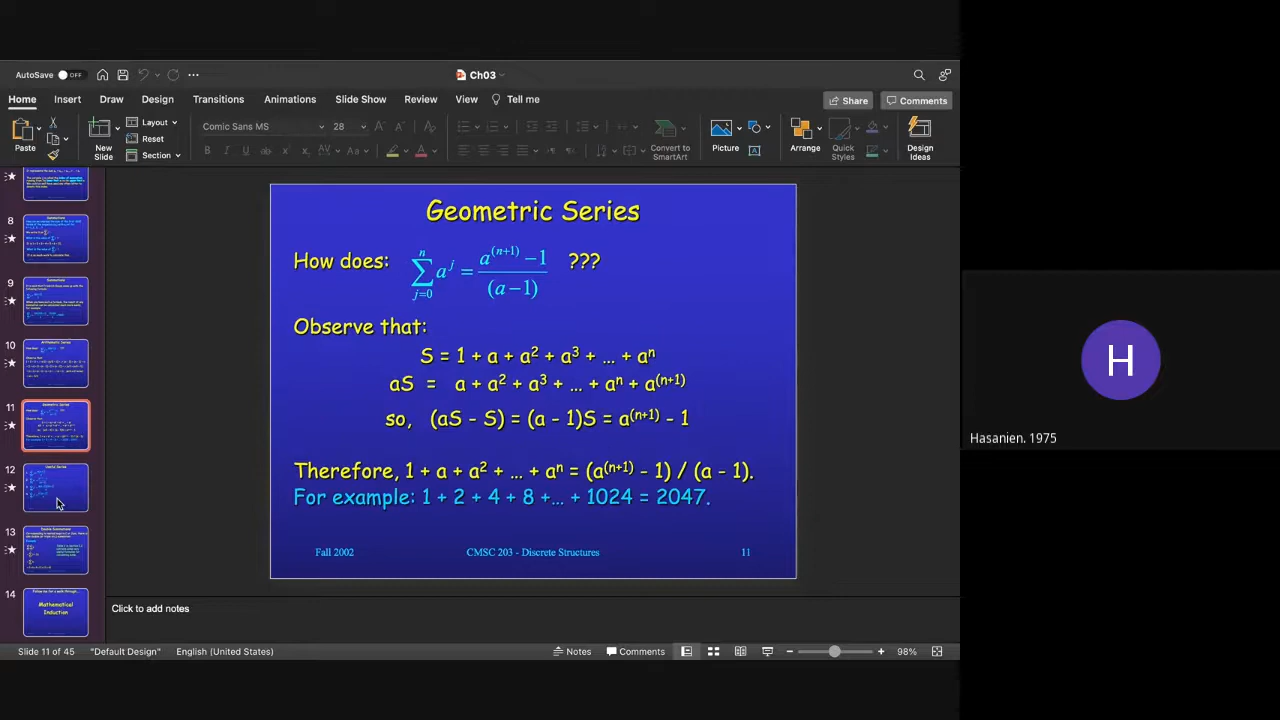 AutoSave OFF
Ch03
Home Insert Draw Design Transitions Animations Slide Show Review View Tell me
Share Comments
Paste
New Slide
Layout
Reset
Section
Comic Sans MS 28
Convert to SmartArt
Picture
Arrange
Quick Styles
Design Ideas
8
9
10
11
12
13
14
Mathematical
Induction
Geometric Series
How does: \sum_{j=0}^{n} a^j = \frac{a^{(n+1)} - 1}{(a - 1)} ???
Observe that:
S = 1 + a + a² + a³ + … + aⁿ
aS = a + a² + a³ + … + aⁿ + a⁽ⁿ⁺¹⁾
so, (aS - S) = (a - 1)S = a⁽ⁿ⁺¹⁾ - 1
Therefore, 1 + a + a² + … + aⁿ = (a⁽ⁿ⁺¹⁾ - 1) / (a - 1).
For example: 1 + 2 + 4 + 8 +… + 1024 = 2047.
Fall 2002 CMSC 203 - Discrete Structures 11
Click to add notes
Slide 11 of 45 "Default Design" English (United States) Notes Comments 98%
H
Hasanien. 1975